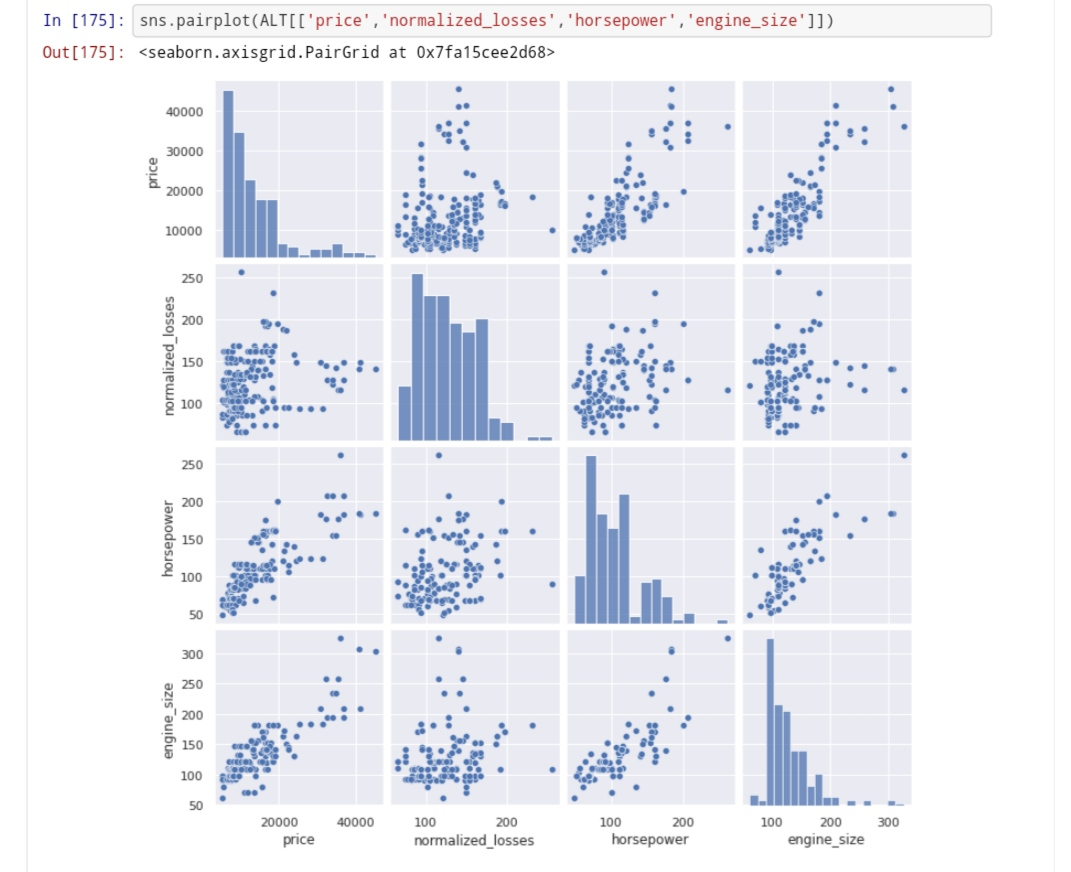 In [175]: sns.pairplot(ALT[['price','normalized_losses','horsepower','engine_size']])
Out[175]: <seaborn.axisgrid.PairGrid at 0x7fa15cee2d68>
price
40000
30000
20000
10000
normalized_losses
250
200
150
100
horsepower
250
200
150
100
50
engine_size
300
250
200
150
100
50
20000 40000 100 200 100 200 100 200 300
price normalized_losses horsepower engine_size